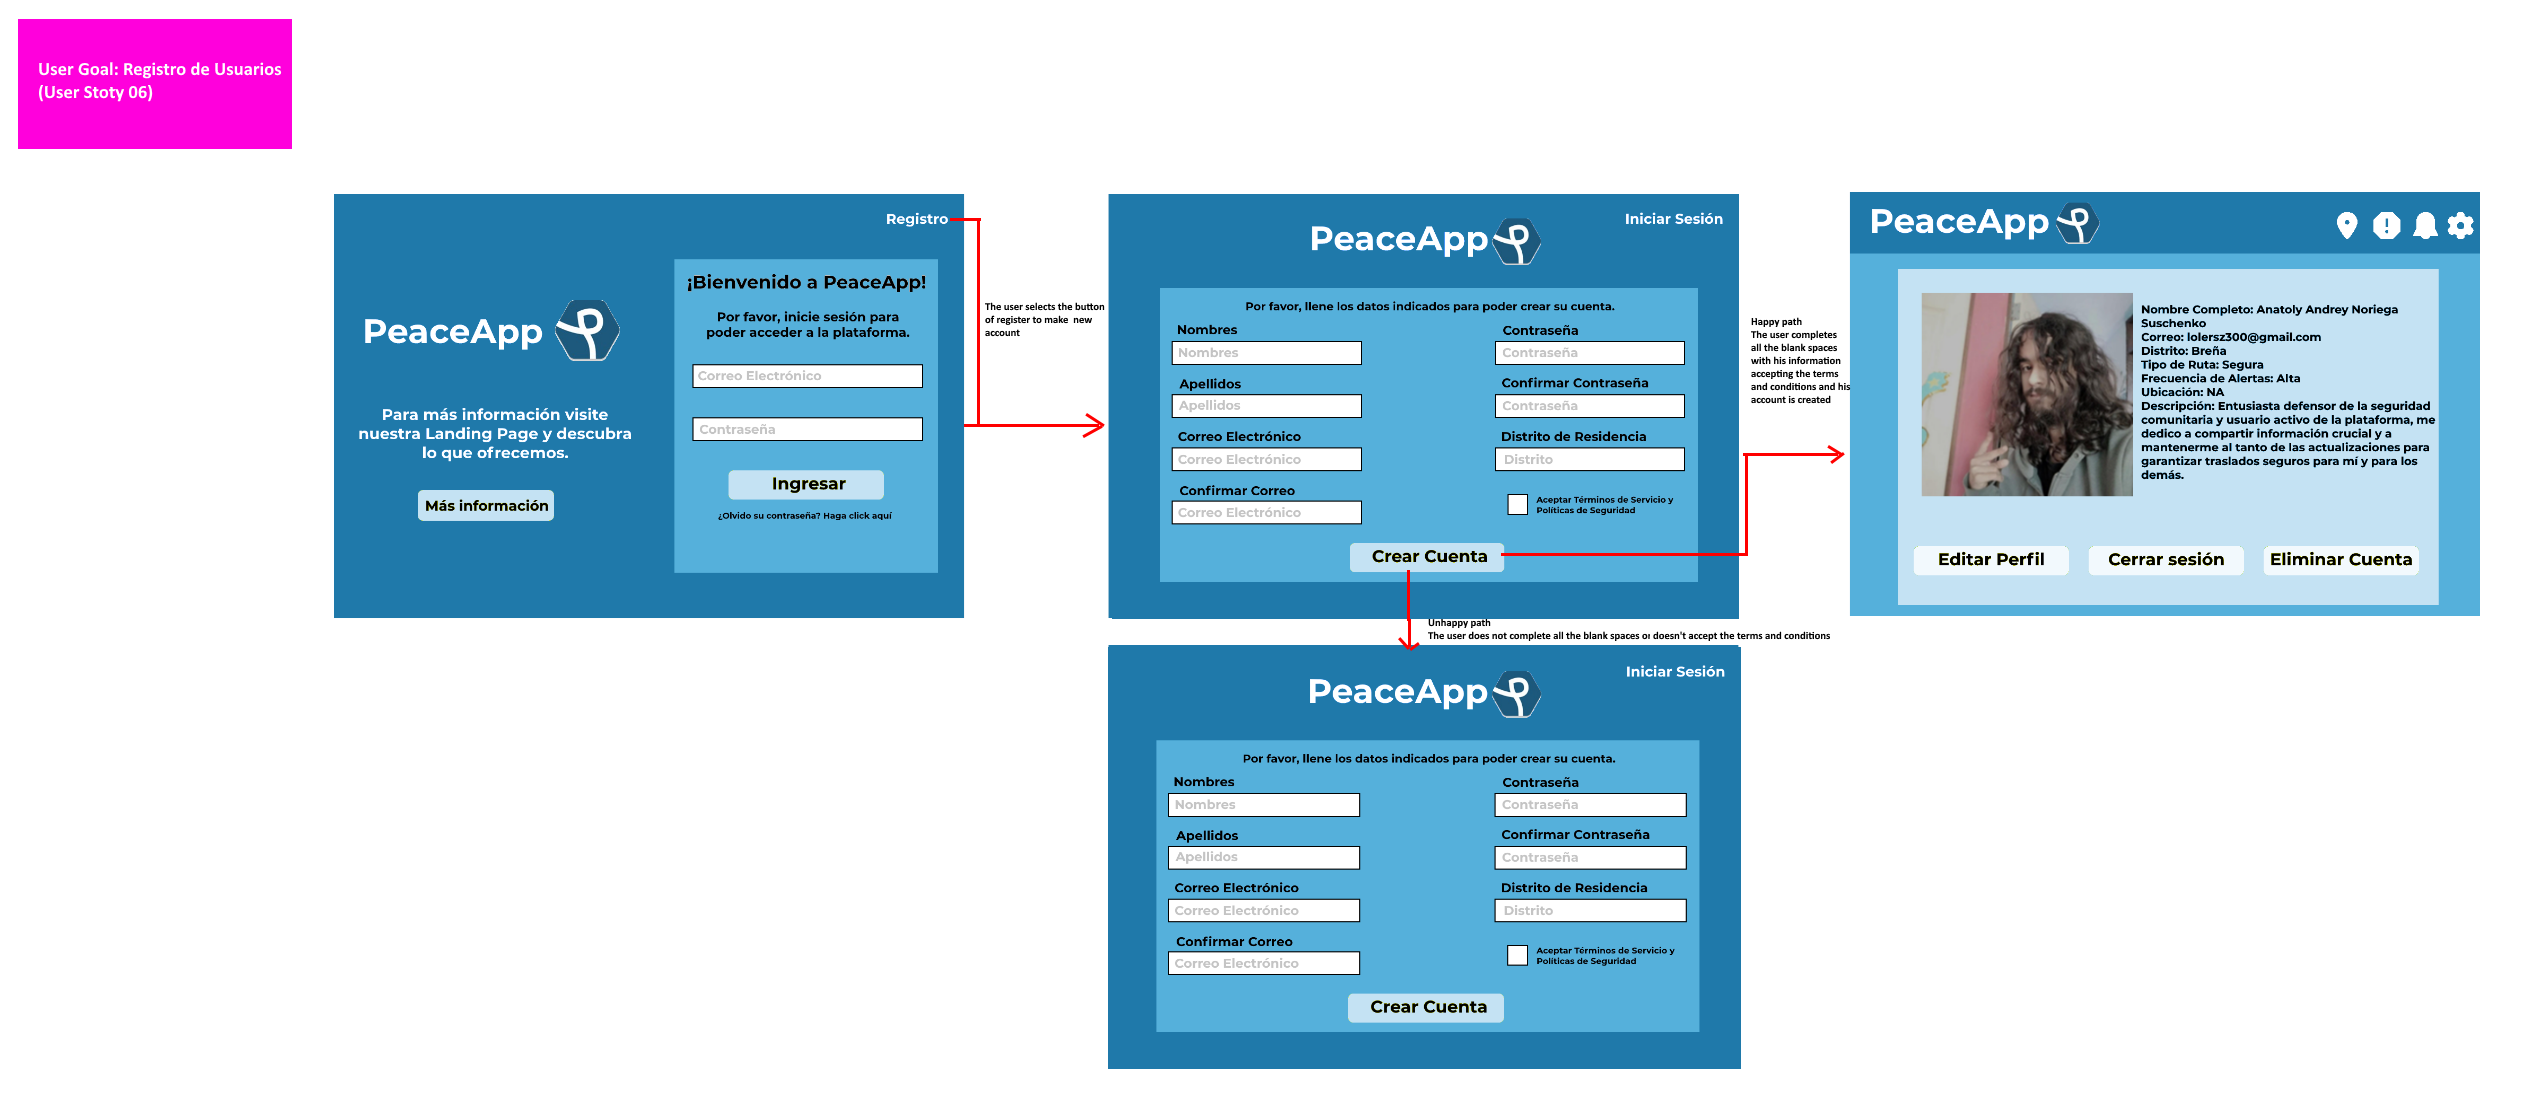 User Goal: Registro de Usuarios
(User Stoty 06)
Registro
PeaceApp
Para más información visite
nuestra Landing Page y descubra
lo que ofrecemos.
Más información
¡Bienvenido a PeaceApp!
Por favor, inicie sesión para
poder acceder a la plataforma.
Correo Electrónico
Contraseña
Ingresar
¿Olvido su contraseña? Haga click aquí
The user selects the button
of register to make new
account
Iniciar Sesión
PeaceApp
Por favor, llene los datos indicados para poder crear su cuenta.
Nombres
Nombres
Apellidos
Apellidos
Correo Electrónico
Correo Electrónico
Confirmar Correo
Correo Electrónico
Contraseña
Contraseña
Confirmar Contraseña
Contraseña
Distrito de Residencia
Distrito
Aceptar Términos de Servicio y
Políticas de Seguridad
Crear Cuenta
Happy path
The user completes
all the blank spaces
with his information
accepting the terms
and conditions and his
account is created
PeaceApp
Nombre Completo: Anatoly Andrey Noriega
Suschenko
Correo: lolersz300@gmail.com
Distrito: Breña
Tipo de Ruta: Segura
Frecuencia de Alertas: Alta
Ubicación: NA
Descripción: Entusiasta defensor de la seguridad
comunitaria y usuario activo de la plataforma, me
dedico a compartir información crucial y a
mantenerme al tanto de las actualizaciones para
garantizar traslados seguros para mí y para los
demás.
Editar Perfil
Cerrar sesión
Eliminar Cuenta
Unhappy path
The user does not complete all the blank spaces or doesn't accept the terms and conditions
Iniciar Sesión
PeaceApp
Por favor, llene los datos indicados para poder crear su cuenta.
Nombres
Nombres
Apellidos
Apellidos
Correo Electrónico
Correo Electrónico
Confirmar Correo
Correo Electrónico
Contraseña
Contraseña
Confirmar Contraseña
Contraseña
Distrito de Residencia
Distrito
Aceptar Términos de Servicio y
Políticas de Seguridad
Crear Cuenta